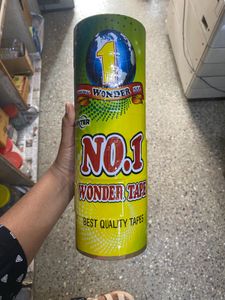 1
WONDER
NO.1
WONDER TAPE
BEST QUALITY TAPES